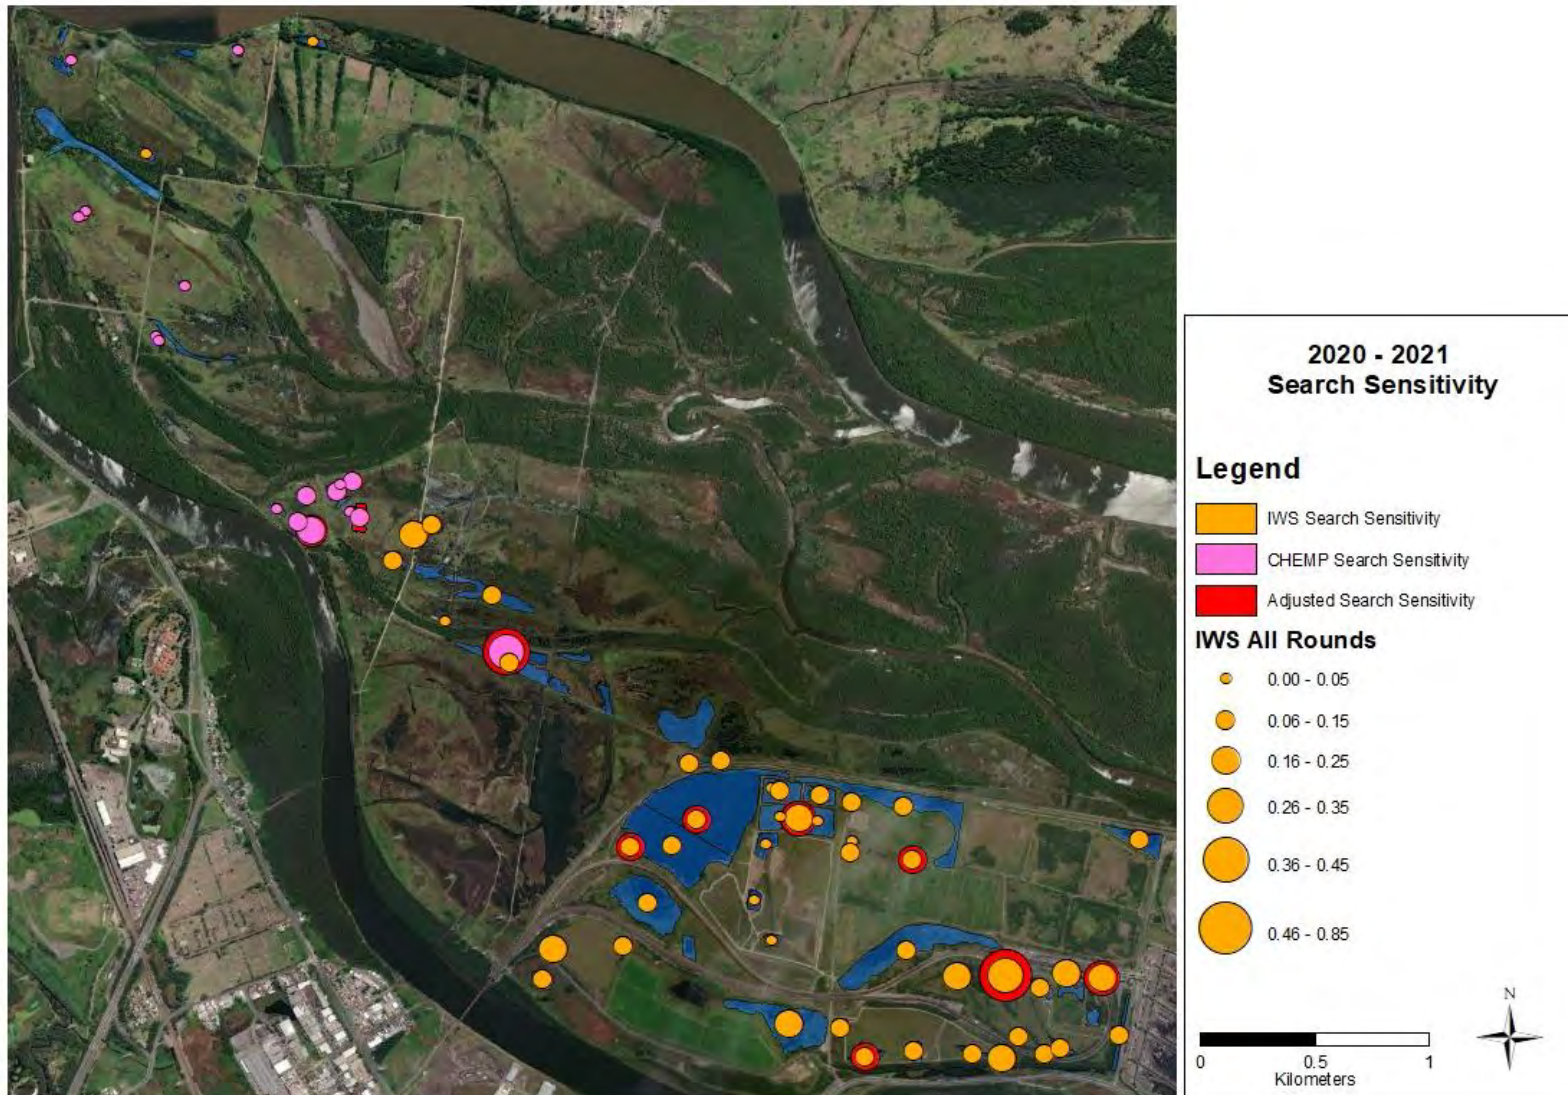 2020 - 2021
Search Sensitivity
Legend
IWS Search Sensitivity
CHEMP Search Sensitivity
Adjusted Search Sensitivity
IWS All Rounds
0.00 - 0.05
0.06 - 0.15
0.16 - 0.25
0.26 - 0.35
0.36 - 0.45
0.46 - 0.85
N
0 0.5 1
Kilometers